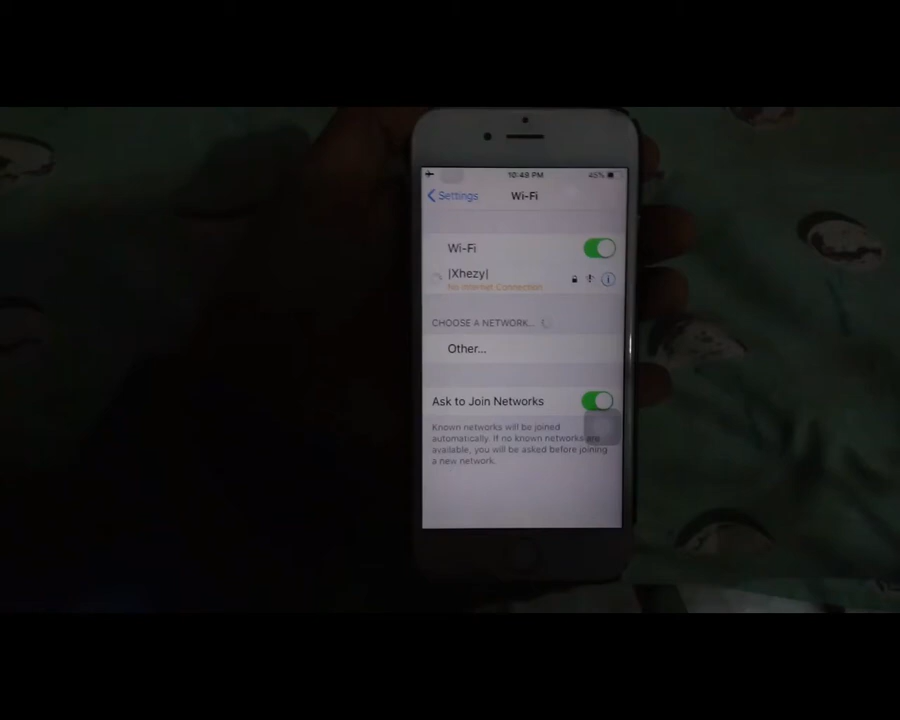 10:49 PM
45%
Settings
Wi-Fi
Wi-Fi
|Xhezy|
No Internet Connection
CHOOSE A NETWORK...
Other...
Ask to Join Networks
Known networks will be joined
automatically. If no known networks are
available, you will be asked before joining
a new network.